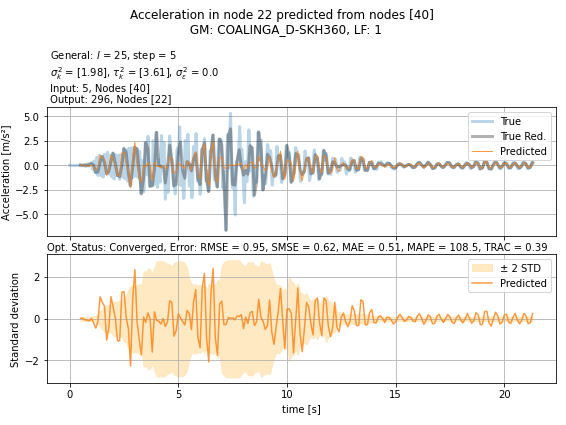 Acceleration in node 22 predicted from nodes [40]
GM: COALINGA_D-SKH360, LF: 1
General: l = 25, step = 5
σ²ₖ = [1.98], τ²ₖ = [3.61], σ²ₑ = 0.0
Input: 5, Nodes [40]
Output: 296, Nodes [22]
5.0
2.5
0.0
−2.5
−5.0
Acceleration [m/s²]
True
True Red.
Predicted
Opt. Status: Converged, Error: RMSE = 0.95, SMSE = 0.62, MAE = 0.51, MAPE = 108.5, TRAC = 0.39
2
0
−2
Standard deviation
± 2 STD
Predicted
0 5 10 15 20
time [s]